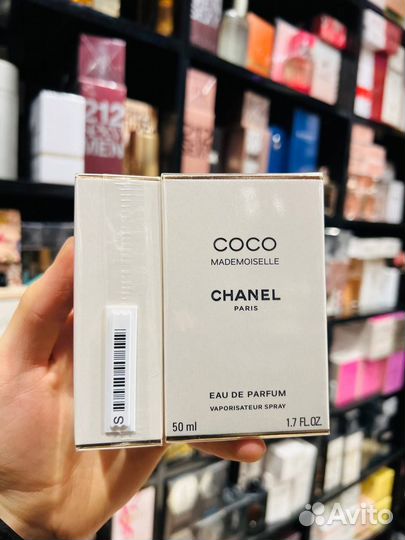 212
MEN
COCO
MADEMOISELLE
CHANEL
PARIS
EAU DE PARFUM
VAPORISATEUR SPRAY
50 ml 1.7 FL.OZ.
S
Avito